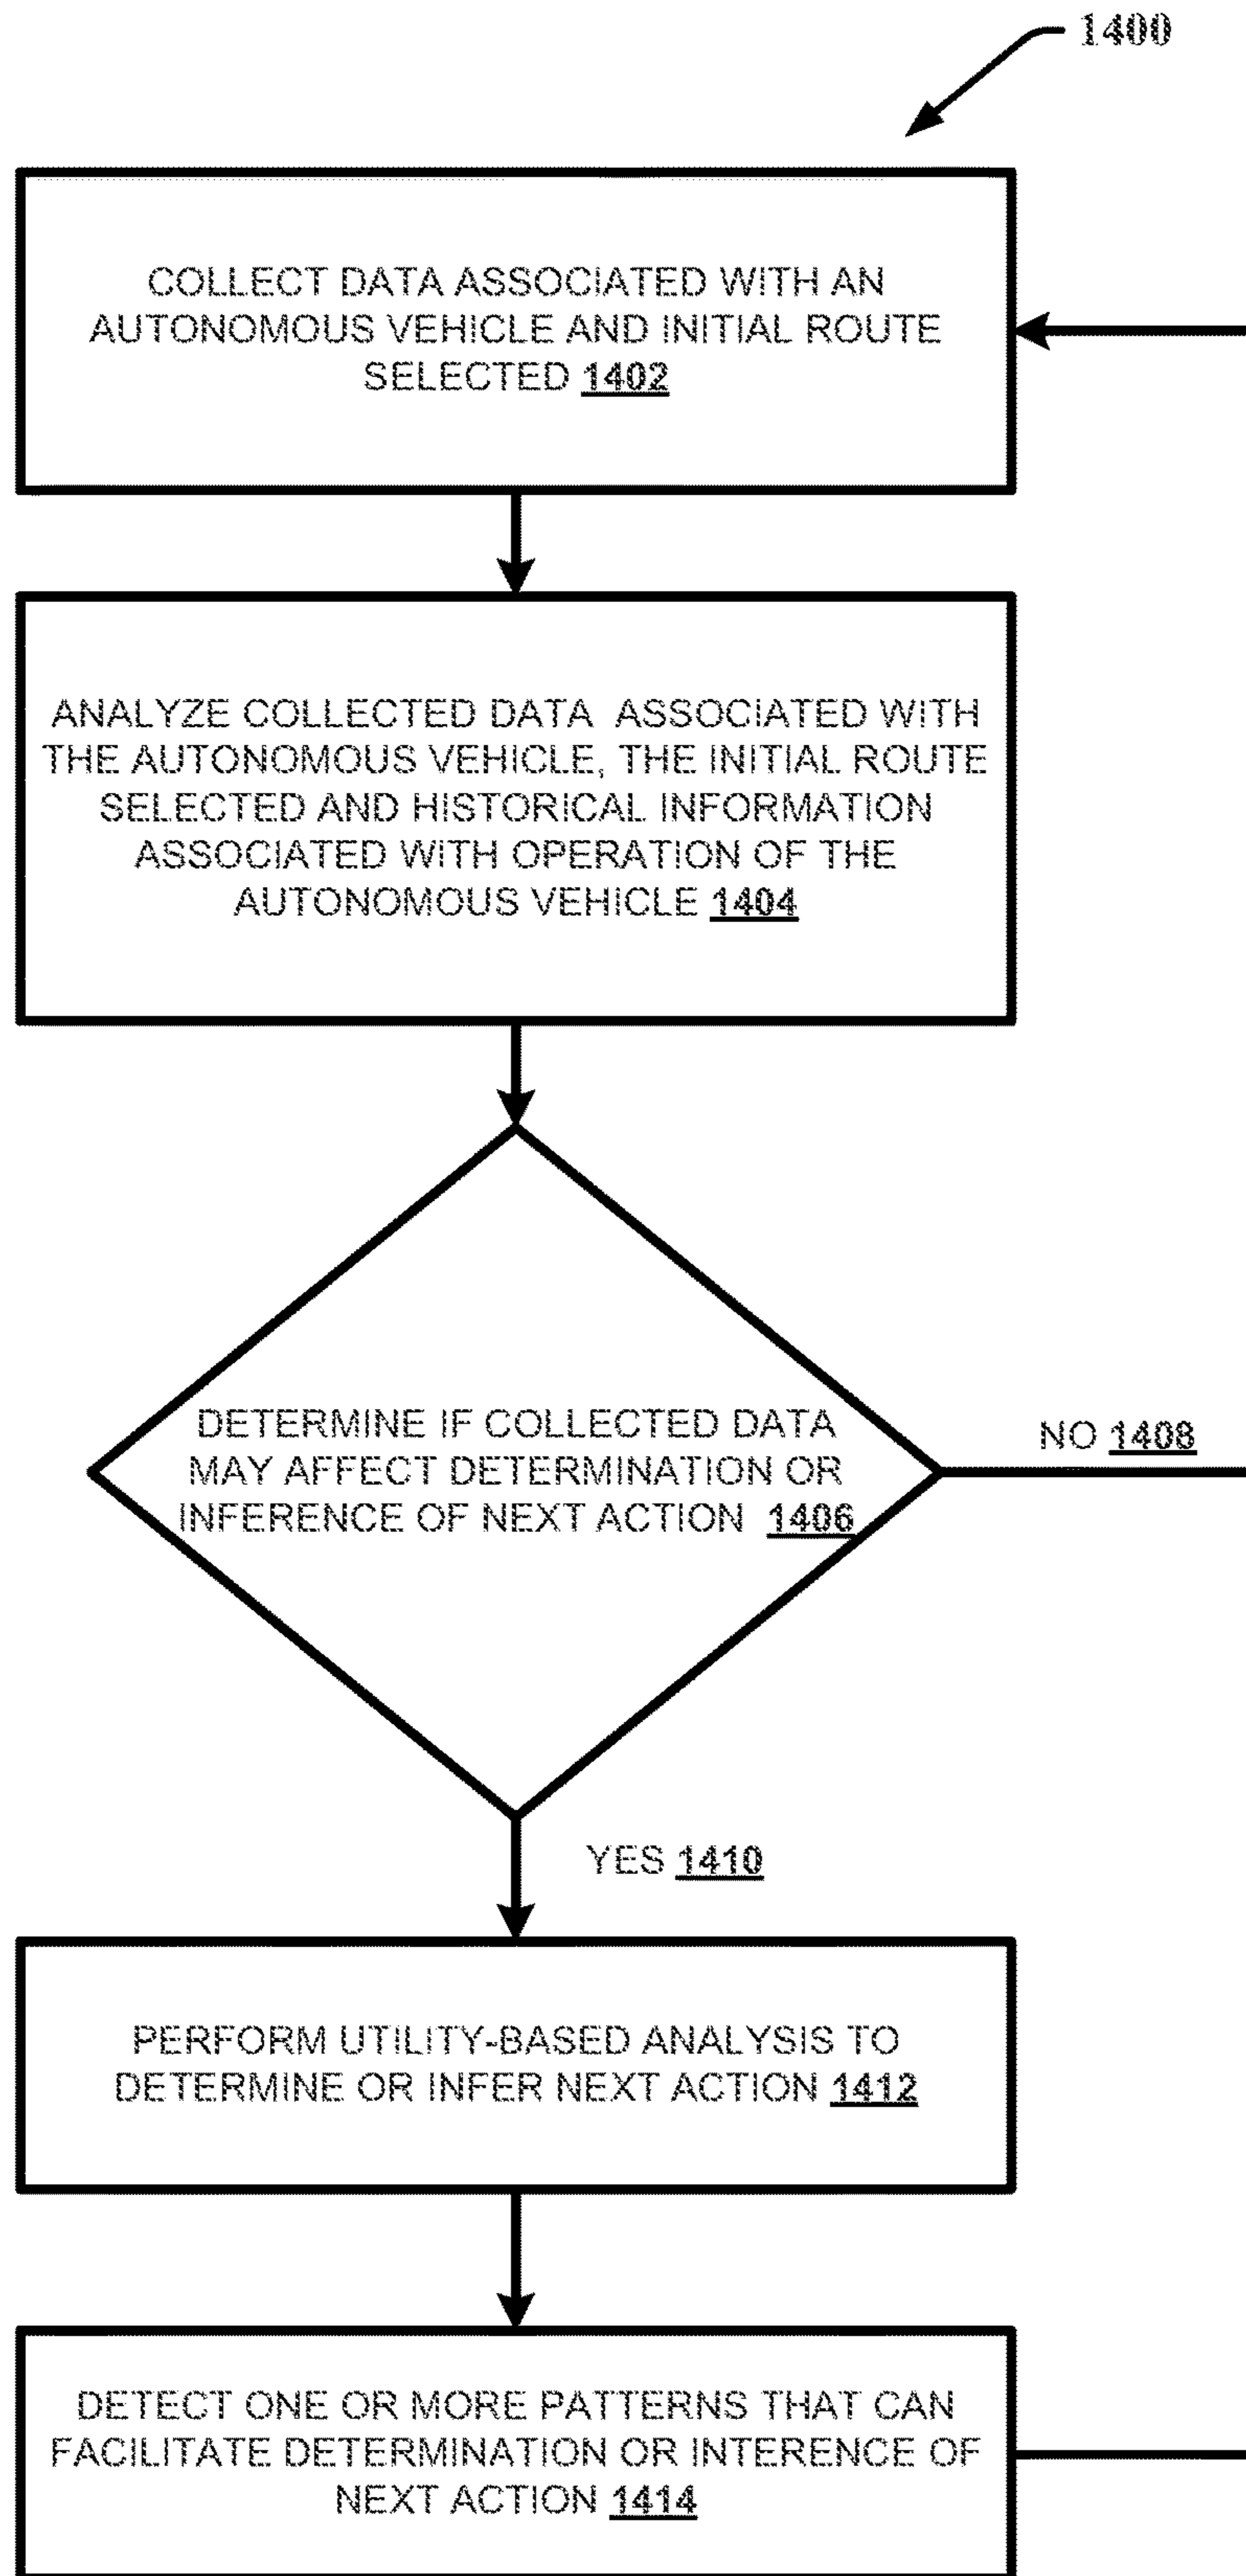 1400
COLLECT DATA ASSOCIATED WITH AN
AUTONOMOUS VEHICLE AND INITIAL ROUTE
SELECTED 1402
ANALYZE COLLECTED DATA ASSOCIATED WITH
THE AUTONOMOUS VEHICLE, THE INITIAL ROUTE
SELECTED AND HISTORICAL INFORMATION
ASSOCIATED WITH OPERATION OF THE
AUTONOMOUS VEHICLE 1404
DETERMINE IF COLLECTED DATA
MAY AFFECT DETERMINATION OR
INFERENCE OF NEXT ACTION 1406
NO 1408
YES 1410
PERFORM UTILITY-BASED ANALYSIS TO
DETERMINE OR INFER NEXT ACTION 1412
DETECT ONE OR MORE PATTERNS THAT CAN
FACILITATE DETERMINATION OR INTERENCE OF
NEXT ACTION 1414